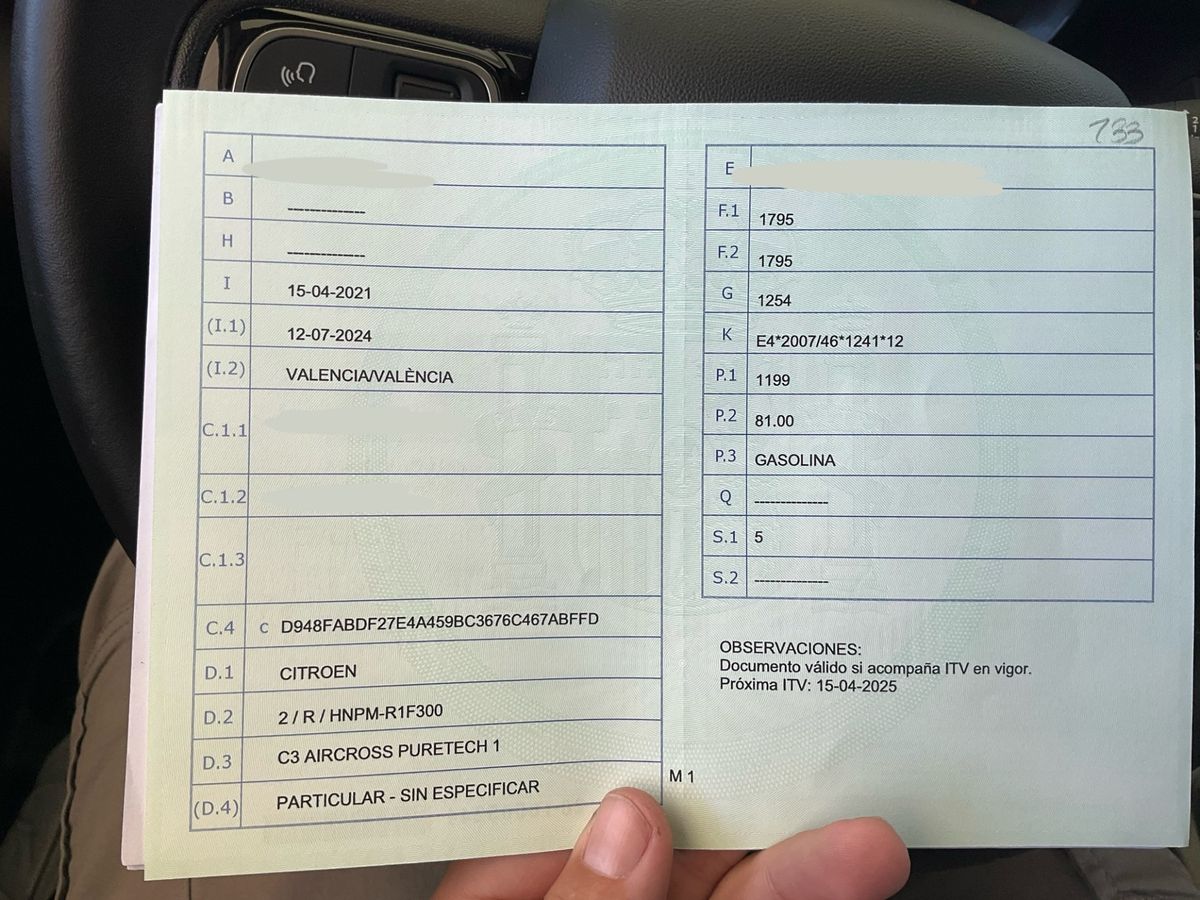 733
A
B -------------
H -------------
I 15-04-2021
(I.1) 12-07-2024
(I.2) VALENCIA/VALÈNCIA
C.1.1
C.1.2
C.1.3
C.4 C D948FABDF27E4A459BC3676C467ABFFD
D.1 CITROEN
D.2 2 / R / HNPM-R1F300
D.3 C3 AIRCROSS PURETECH 1
(D.4) PARTICULAR - SIN ESPECIFICAR
M 1
E
F.1 1795
F.2 1795
G 1254
K E4*2007/46*1241*12
P.1 1199
P.2 81.00
P.3 GASOLINA
Q -------------
S.1 5
S.2 -------------
OBSERVACIONES:
Documento válido si acompaña ITV en vigor.
Próxima ITV: 15-04-2025